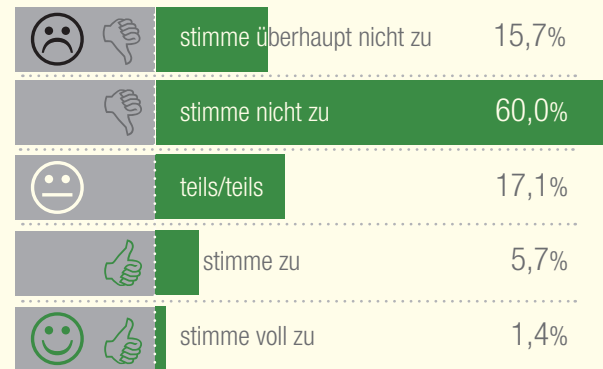 stimme überhaupt nicht zu 15,7%
stimme nicht zu 60,0%
teils/teils 17,1%
stimme zu 5,7%
stimme voll zu 1,4%